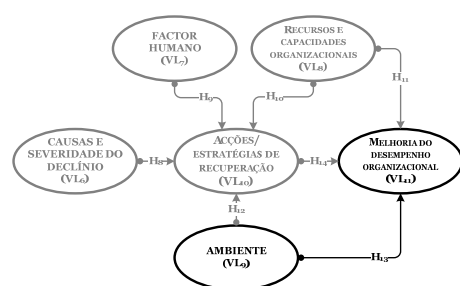 FACTOR
HUMANO
(VL7)
RECURSOS E
CAPACIDADES
ORGANIZACIONAIS
(VL8)
H9
H10
H11
CAUSAS E
SEVERIDADE DO
DECLÍNIO
(VL6)
H8
ACÇÕES/
ESTRATÉGIAS DE
RECUPERAÇÃO
(VL10)
H14
MELHORIA DO
DESEMPENHO
ORGANIZACIONAL
(VL11)
H12
AMBIENTE
(VL9)
H13